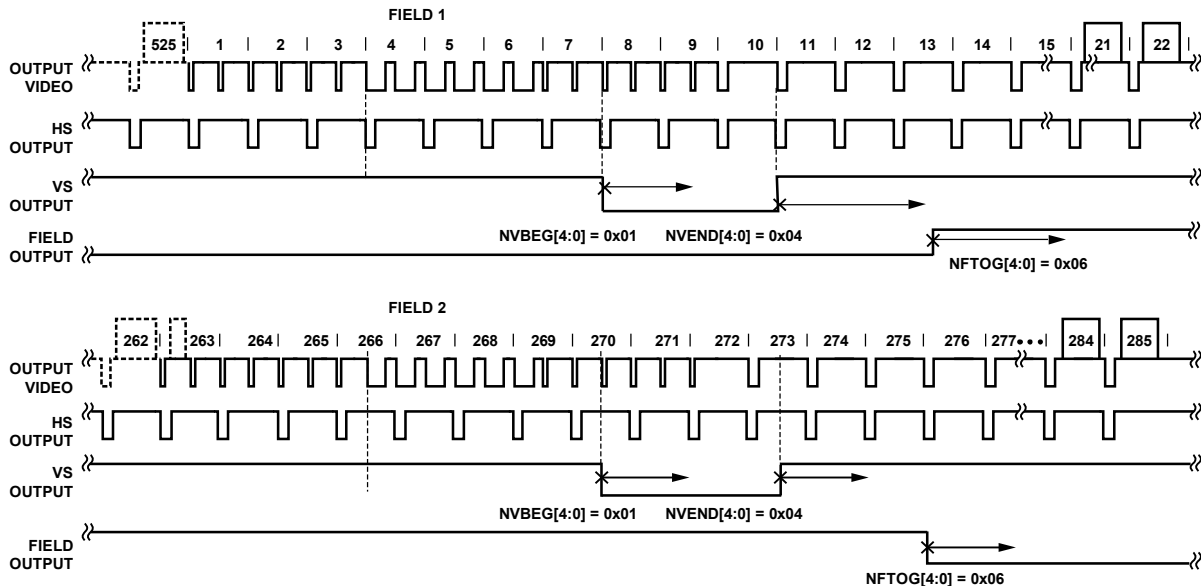 FIELD 1
525 1 2 3 4 5 6 7 8 9 10 11 12 13 14 15 21 22
OUTPUT
VIDEO
HS
OUTPUT
VS
OUTPUT
NVBEG[4:0] = 0x01 NVEND[4:0] = 0x04
FIELD
OUTPUT
NFTOG[4:0] = 0x06
FIELD 2
262 263 264 265 266 267 268 269 270 271 272 273 274 275 276 277 284 285
OUTPUT
VIDEO
HS
OUTPUT
VS
OUTPUT
NVBEG[4:0] = 0x01 NVEND[4:0] = 0x04
FIELD
OUTPUT
NFTOG[4:0] = 0x06